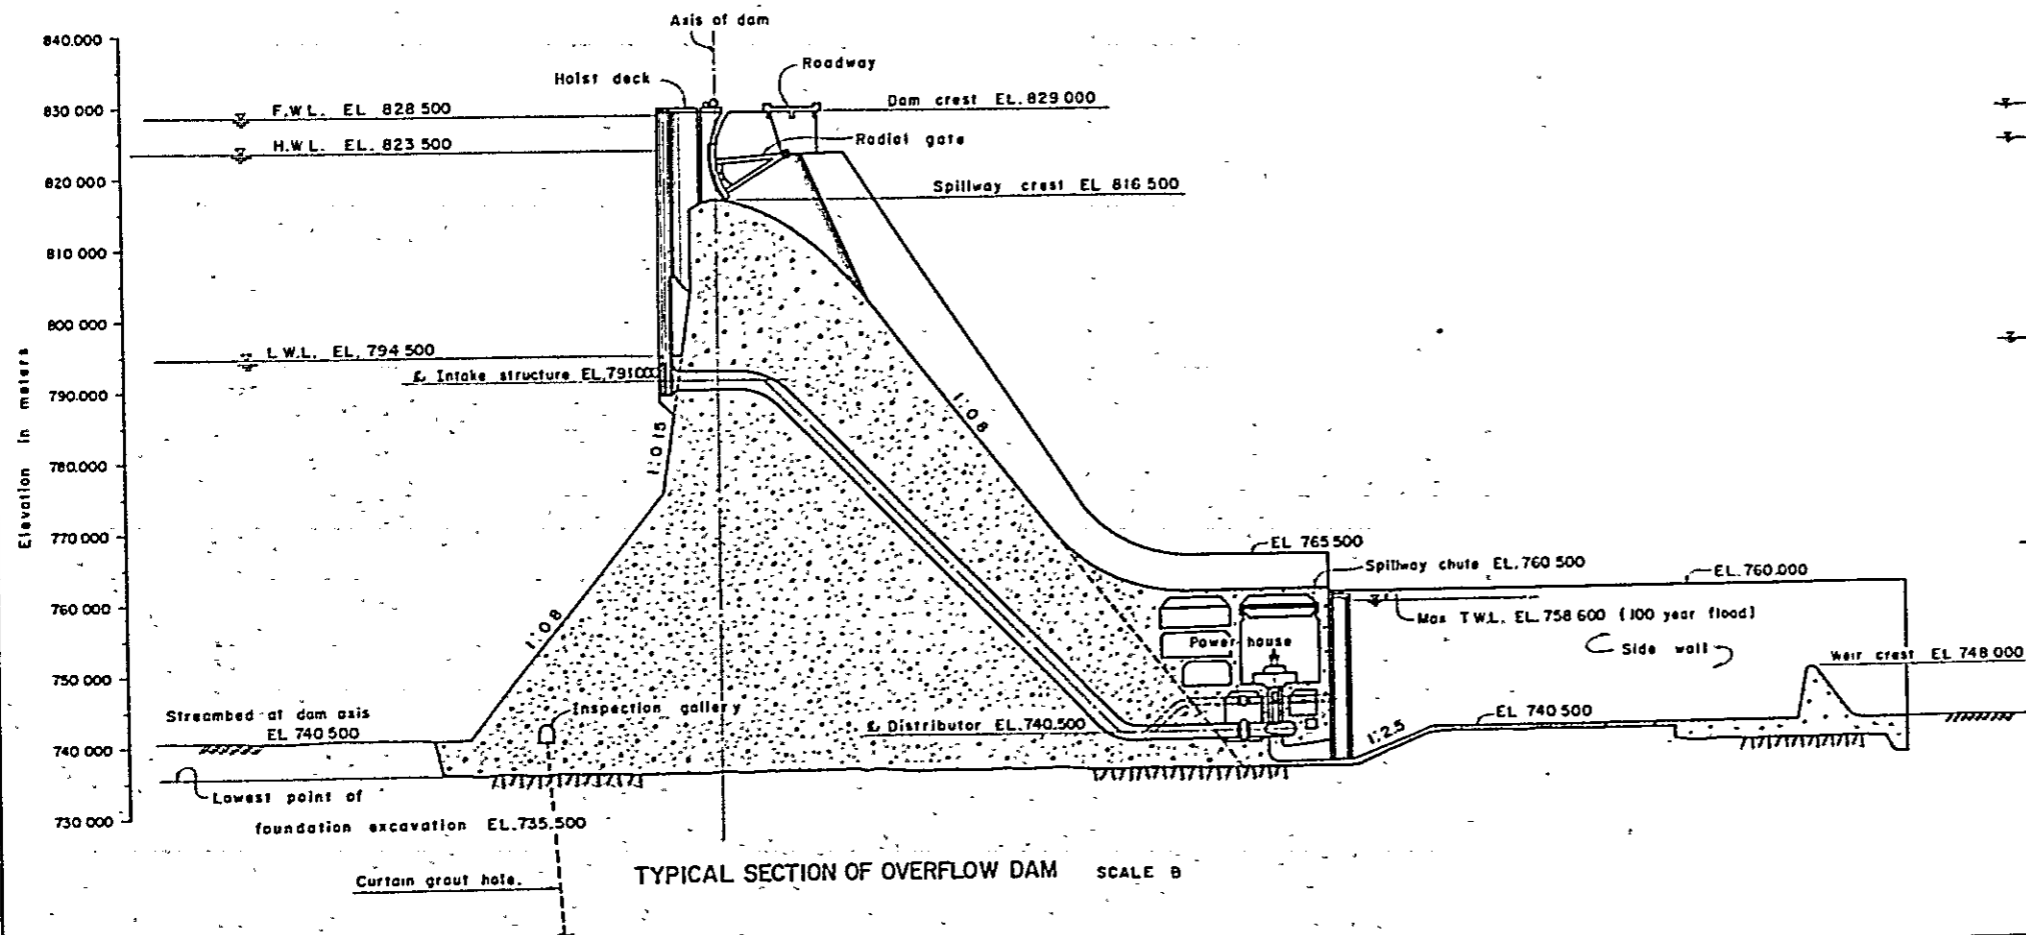 Axis of dam
840.000
Roadway
Hoist deck
F.W.L. EL 828 500
Dam crest EL. 829 000
830 000
H.W.L. EL. 823 500
Radial gate
820 000
Spillway crest EL 816 500
810 000
800 000
L.W.L. EL. 794 500
℄ Intake structure EL.
790.000
1:0.8
1:0.15
780.000
Elevation in meters
770 000
EL 765 500
Spillway chute EL. 760 500
EL. 760.000
760 000
Max T.W.L. EL. 758 600 (100 year flood)
1:0.8
Power house
Side wall
Weir crest EL 748 000
750 000
Inspection gallery
Streambed at dam axis
EL 740 500
℄ Distributor EL. 740.500
EL 740 500
1:2.5
740 000
Lowest point of
foundation excavation EL. 735.500
730 000
Curtain grout hole.
TYPICAL SECTION OF OVERFLOW DAM SCALE B